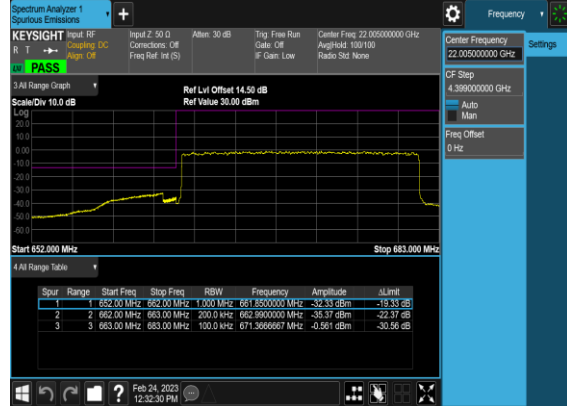 Spectrum Analyzer 1
Spurious Emissions
Frequency
KEYSIGHT
R T
LW
PASS
Input: RF
Coupling: DC
Align: Off
Input Z: 50 Ω
Corrections: Off
Freq Ref: Int (S)
Atten: 30 dB
Trig: Free Run
Gate: Off
IF Gain: Low
Center Freq: 22.005000000 GHz
Avg|Hold: 100/100
Radio Std: None
Center Frequency
22.005000000 GHz
Settings
CF Step
4.399000000 GHz
Auto
Man
Freq Offset
0 Hz
3 All Range Graph
Scale/Div 10.0 dB
Ref Lvl Offset 14.50 dB
Ref Value 30.00 dBm
Log
20.0
10.0
0.00
-10.0
-20.0
-30.0
-40.0
-50.0
-60.0
Start 652.000 MHz
Stop 683.000 MHz
4 All Range Table
Spur Range Start Freq Stop Freq RBW Frequency Amplitude ΔLimit
1 1 652.00 MHz 662.00 MHz 1.000 MHz 661.8500000 MHz -32.33 dBm -19.33 dB
2 2 662.00 MHz 663.00 MHz 200.0 kHz 662.9900000 MHz -35.37 dBm -22.37 dB
3 3 663.00 MHz 683.00 MHz 100.0 kHz 671.3666667 MHz -0.561 dBm -30.56 dB
?
Feb 24, 2023
12:32:30 PM